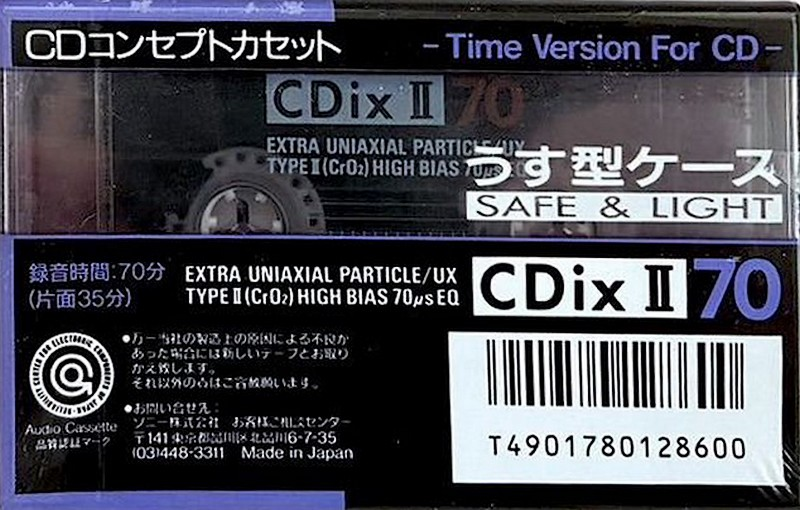 CDコンセプトカセット
– Time Version For CD –
CDix II 70
EXTRA UNIAXIAL PARTICLE/UX
TYPE II (CrO₂) HIGH BIAS 70μs
うす型ケース
SAFE & LIGHT
録音時間:70分
(片面35分)
EXTRA UNIAXIAL PARTICLE/UX
TYPE II (CrO₂) HIGH BIAS 70μs EQ
CDix II 70
●万一当社の製造上の原因による不良か
あった場合には新しいテープとお取り
かえ致します。
それ以外の点はご容赦願います。
RELIABILITY CENTER FOR ELECTRONIC COMPONENTS OF JAPAN
Audio Cassette
品質認証マーク
●お問い合せ先:
ソニー株式会社 お客様ご相談センター
〒141 東京都品川区北品川6-7-35
(03)448-3311 Made in Japan
T4901780128600